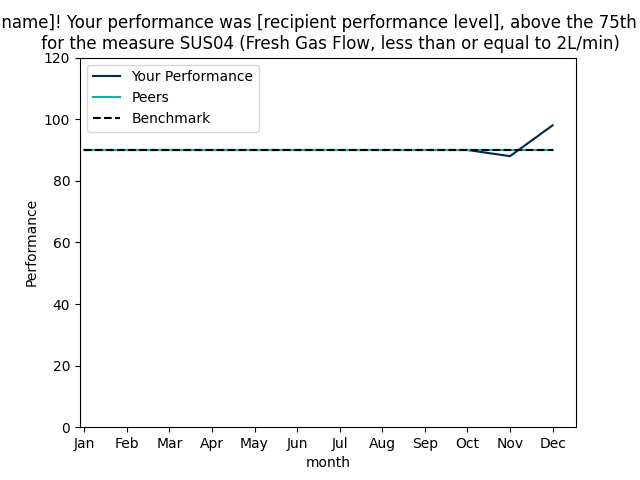 name]! Your performance was [recipient performance level], above the 75th
for the measure SUS04 (Fresh Gas Flow, less than or equal to 2L/min)
120
100
80
60
40
20
0
Performance
Your Performance
Peers
Benchmark
Jan Feb Mar Apr May Jun Jul Aug Sep Oct Nov Dec
month